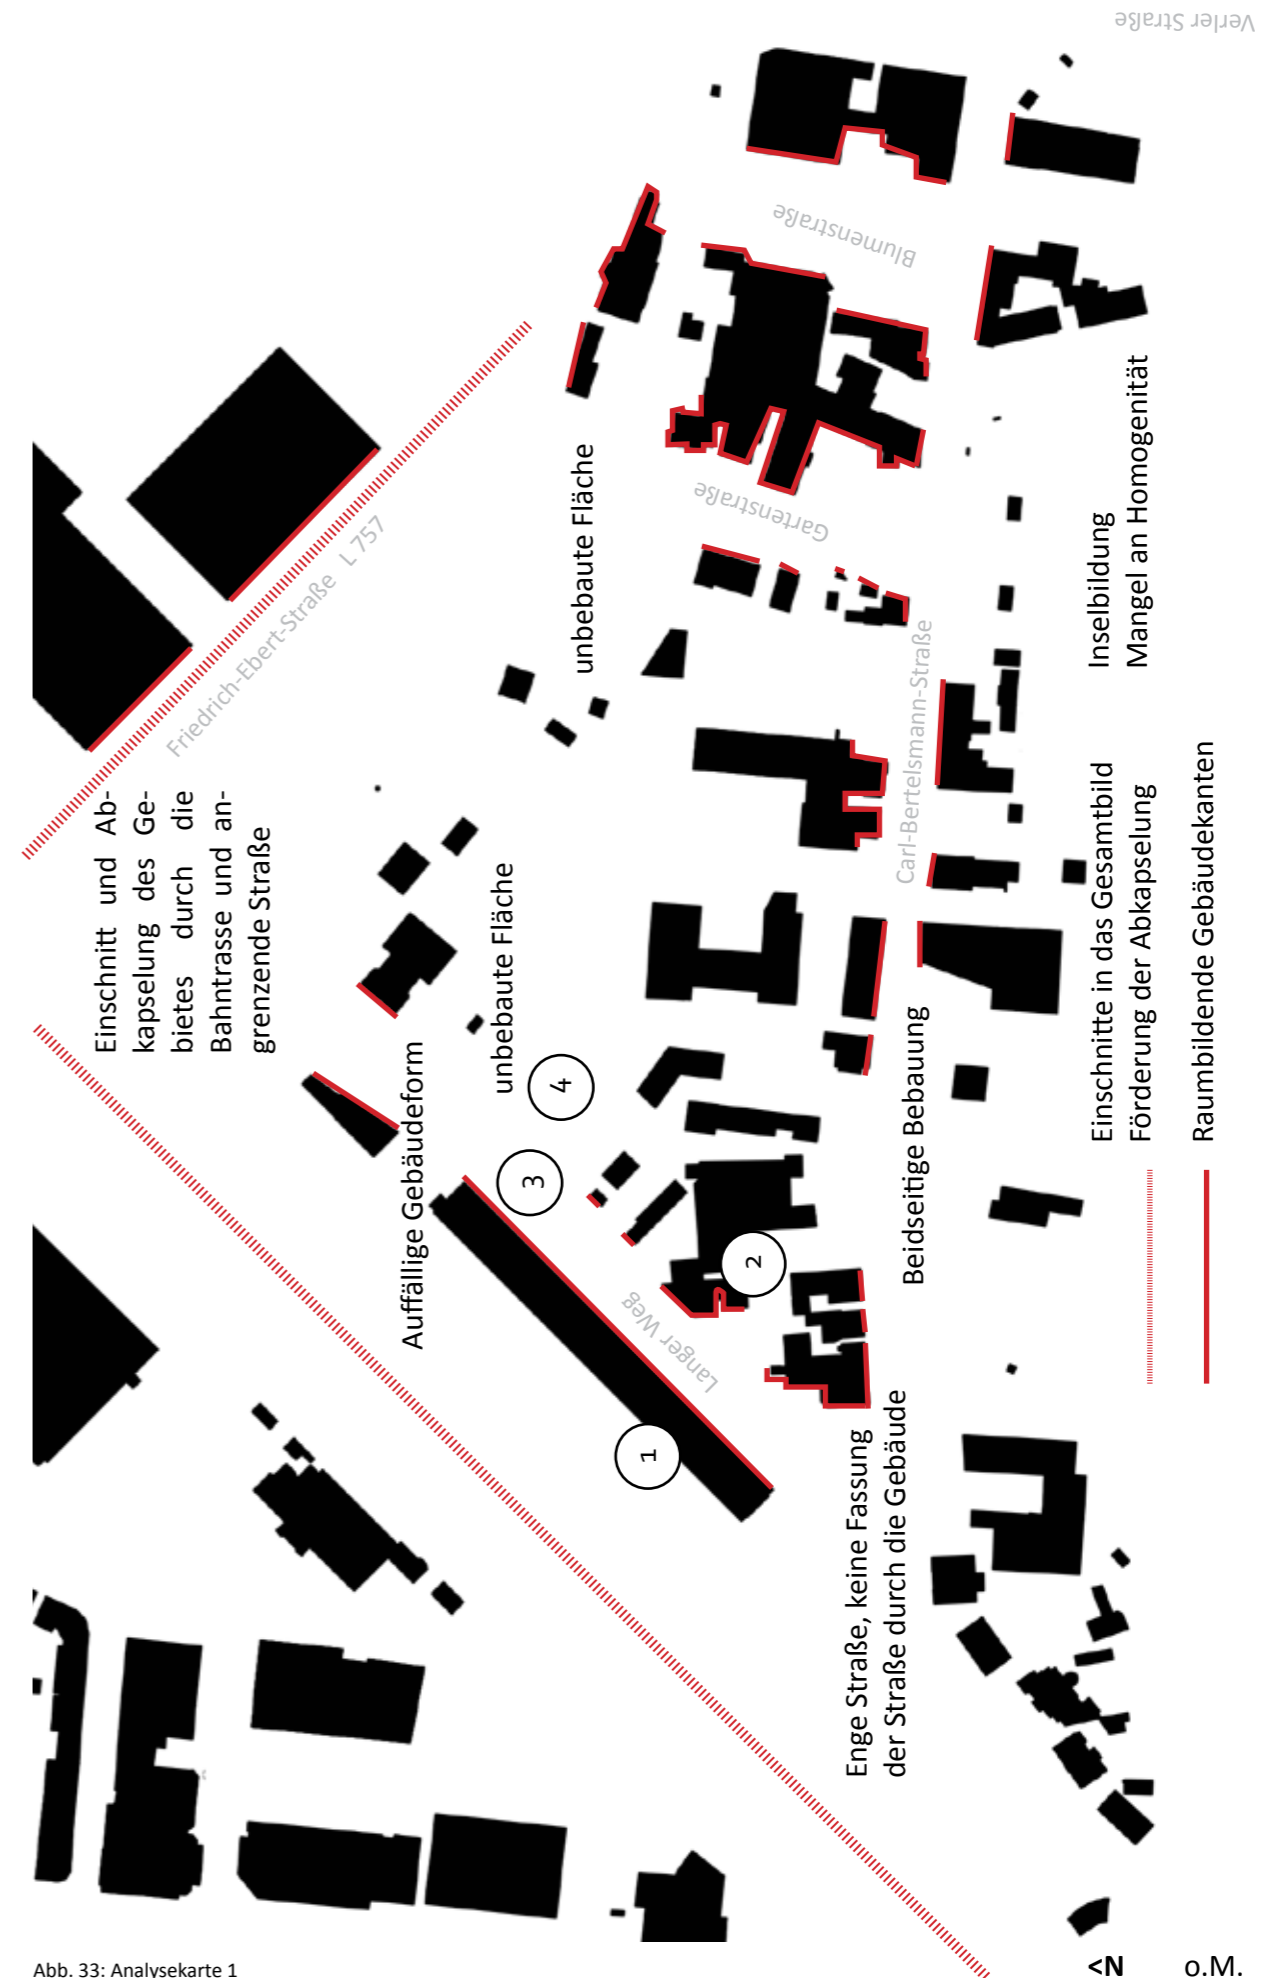 Verler Straße
Blumenstraße
Gartenstraße
Friedrich-Ebert-Straße L 757
Carl-Bertelsmann-Straße
Langer Weg
Einschnitt und Ab-
kapselung des Ge-
bietes durch die
Bahntrasse und an-
grenzende Straße
unbebaute Fläche
unbebaute Fläche
Auffällige Gebäudeform
Inselbildung
Mangel an Homogenität
Beidseitige Bebauung
Enge Straße, keine Fassung
der Straße durch die Gebäude
1
2
3
4
Einschnitte in das Gesamtbild
Förderung der Abkapselung
Raumbildende Gebäudekanten
<N
o.M.
Abb. 33: Analysekarte 1